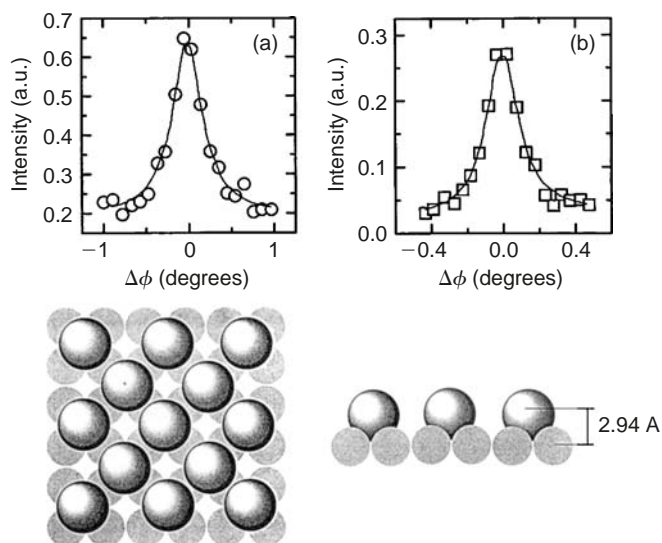 (a)
Intensity (a.u.)
0.7
0.6
0.5
0.4
0.3
0.2
−1 0 1
Δϕ (degrees)
(b)
Intensity (a.u.)
0.3
0.2
0.1
0.0
−0.4 0.0 0.4
Δϕ (degrees)
2.94 A